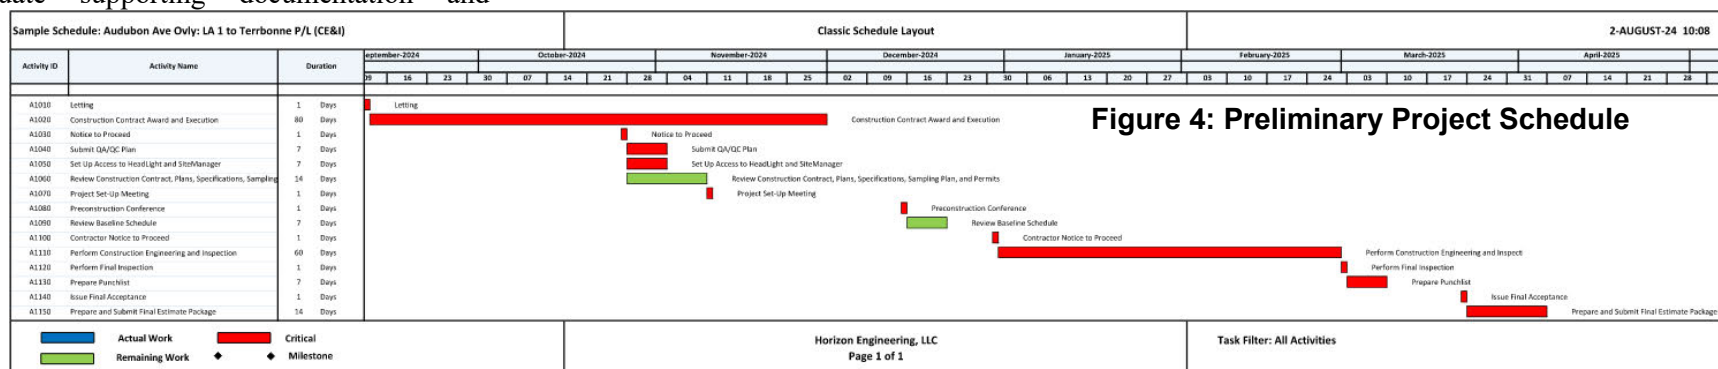 date supporting documentation and
Sample Schedule: Audubon Ave Ovly: LA 1 to Terrbonne P/L (CE&I) Classic Schedule Layout 2-AUGUST-24 10:08
Activity ID Activity Name Duration eptember-2024 October-2024 November-2024 December-2024 January-2025 February-2025 March-2025 April-2025
09 16 23 30 07 14 21 28 04 11 18 25 02 09 16 23 30 06 13 20 27 03 10 17 24 03 10 17 24 31 07 14 21 28
Figure 4: Preliminary Project Schedule
A1010 Letting 1 Days Letting
A1020 Construction Contract Award and Execution 80 Days Construction Contract Award and Execution
A1030 Notice to Proceed 1 Days Notice to Proceed
A1040 Submit QA/QC Plan 7 Days Submit QA/QC Plan
A1050 Set Up Access to HeadLight and SiteManager 7 Days Set Up Access to HeadLight and SiteManager
A1060 Review Construction Contract, Plans, Specifications, Sampling 14 Days Review Construction Contract, Plans, Specifications, Sampling Plan, and Permits
A1070 Project Set-Up Meeting 1 Days Project Set-Up Meeting
A1080 Preconstruction Conference 1 Days Preconstruction Conference
A1090 Review Baseline Schedule 7 Days Review Baseline Schedule
A1100 Contractor Notice to Proceed 1 Days Contractor Notice to Proceed
A1110 Perform Construction Engineering and Inspection 60 Days Perform Construction Engineering and Inspecti
A1120 Perform Final Inspection 1 Days Perform Final Inspection
A1130 Prepare Punchlist 7 Days Prepare Punchlist
A1140 Issue Final Acceptance 1 Days Issue Final Acceptance
A1150 Prepare and Submit Final Estimate Package 14 Days Prepare and Submit Final Estimate Package
Actual Work Critical
Remaining Work Milestone
Horizon Engineering, LLC
Page 1 of 1
Task Filter: All Activities